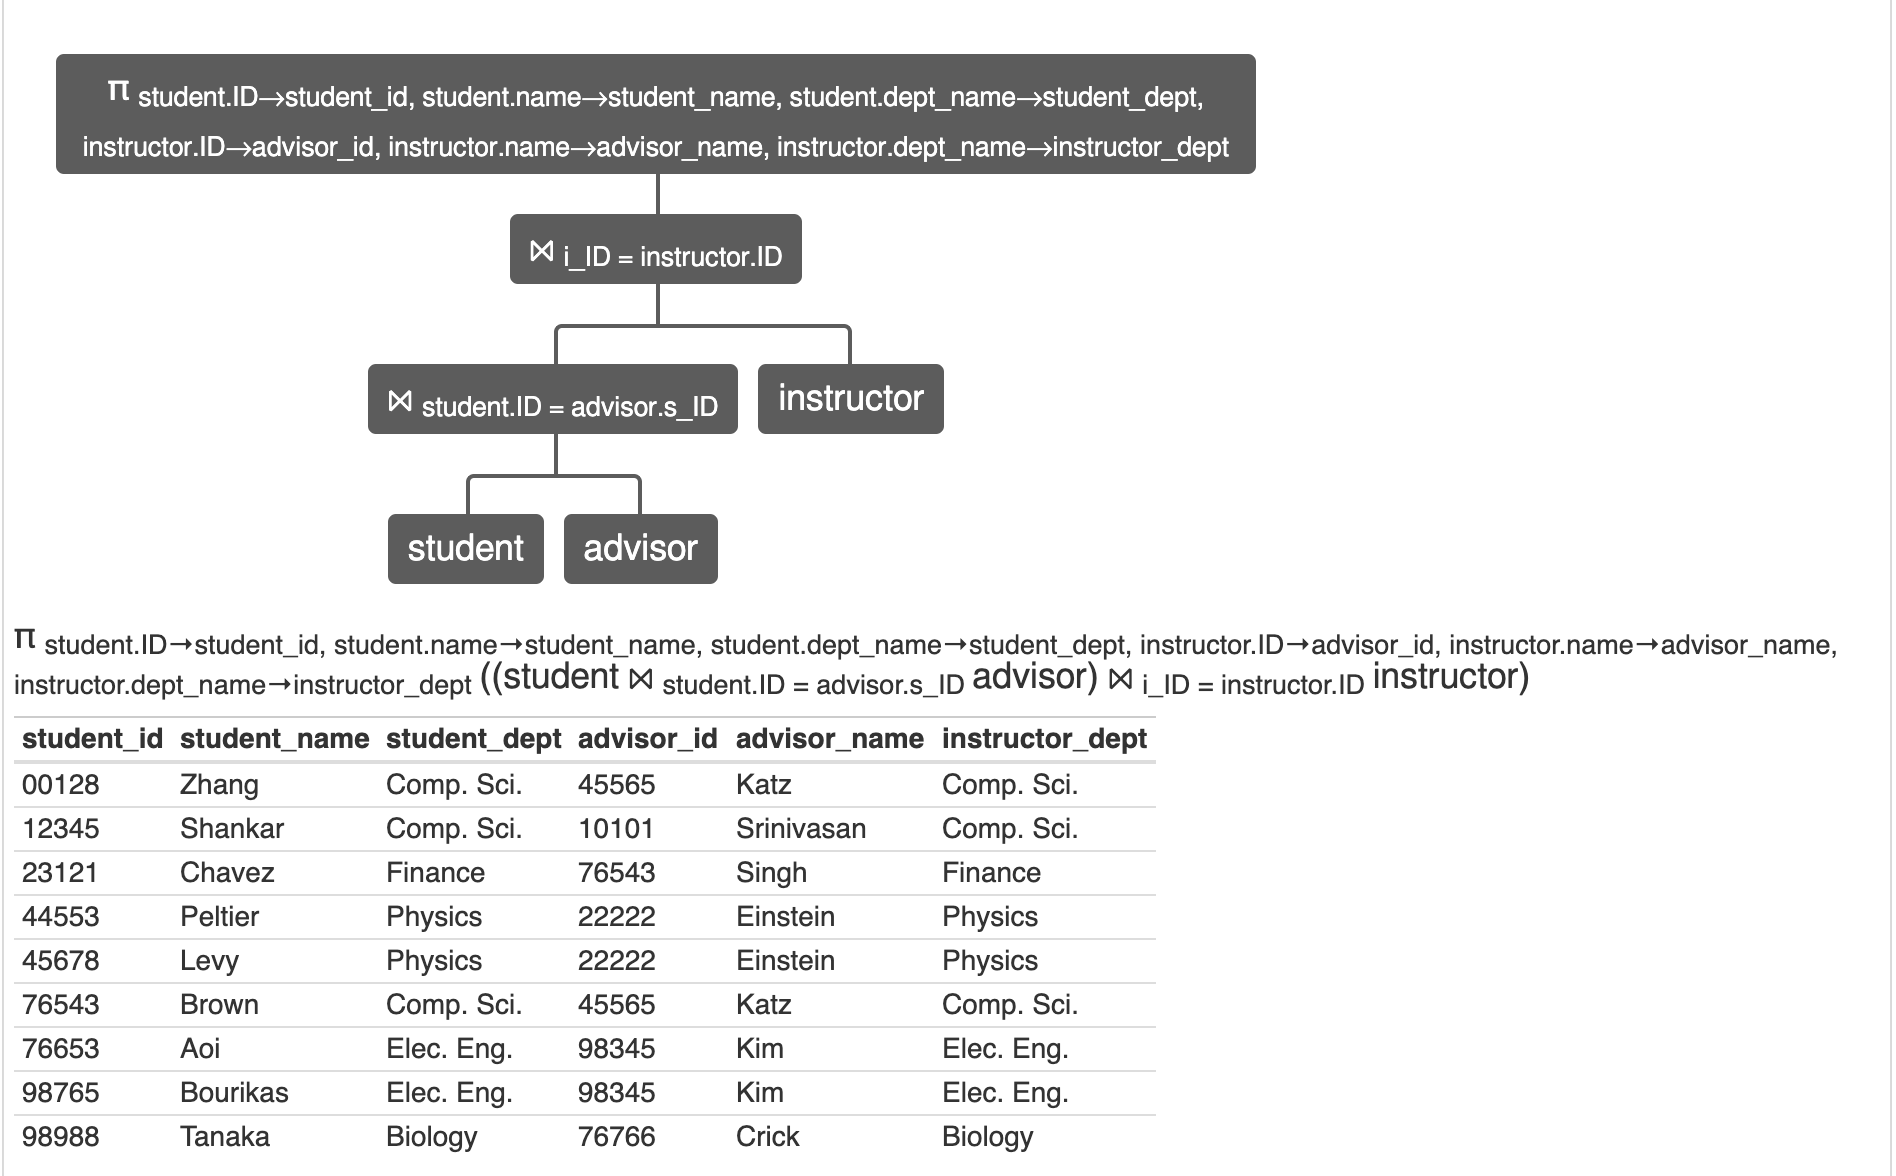 π student.ID→student_id, student.name→student_name, student.dept_name→student_dept,
instructor.ID→advisor_id, instructor.name→advisor_name, instructor.dept_name→instructor_dept
⋈ i_ID = instructor.ID
⋈ student.ID = advisor.s_ID
instructor
student
advisor
π student.ID→student_id, student.name→student_name, student.dept_name→student_dept, instructor.ID→advisor_id, instructor.name→advisor_name,
instructor.dept_name→instructor_dept ((student ⋈ student.ID = advisor.s_ID advisor) ⋈ i_ID = instructor.ID instructor)
student_id student_name student_dept advisor_id advisor_name instructor_dept
00128 Zhang Comp. Sci. 45565 Katz Comp. Sci.
12345 Shankar Comp. Sci. 10101 Srinivasan Comp. Sci.
23121 Chavez Finance 76543 Singh Finance
44553 Peltier Physics 22222 Einstein Physics
45678 Levy Physics 22222 Einstein Physics
76543 Brown Comp. Sci. 45565 Katz Comp. Sci.
76653 Aoi Elec. Eng. 98345 Kim Elec. Eng.
98765 Bourikas Elec. Eng. 98345 Kim Elec. Eng.
98988 Tanaka Biology 76766 Crick Biology